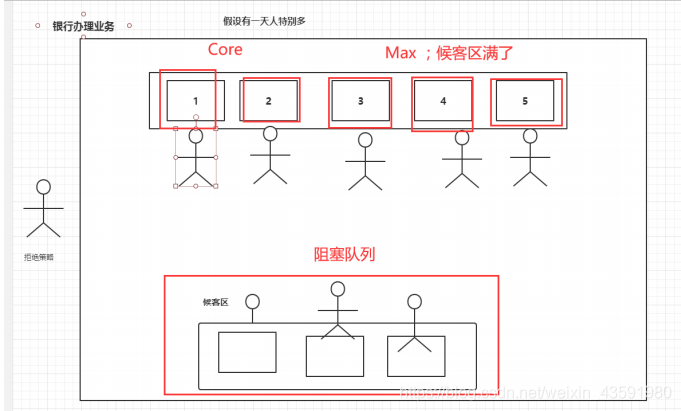 银行办理业务
假设有一天人特别多
Core
Max ；候客区满了
1 2 3 4 5
拒绝策略
阻塞队列
候客区
https://blog.csdn.net/weixin_43591980